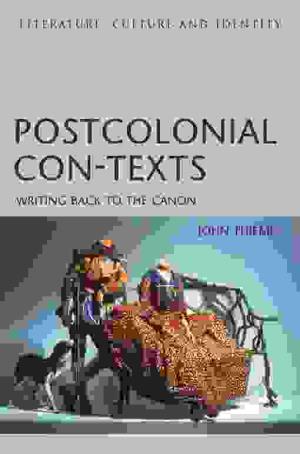 LITERATURE, CULTURE AND IDENTITY
POSTCOLONIAL
CON-TEXTS
WRITING BACK TO THE CANON
JOHN THIEME